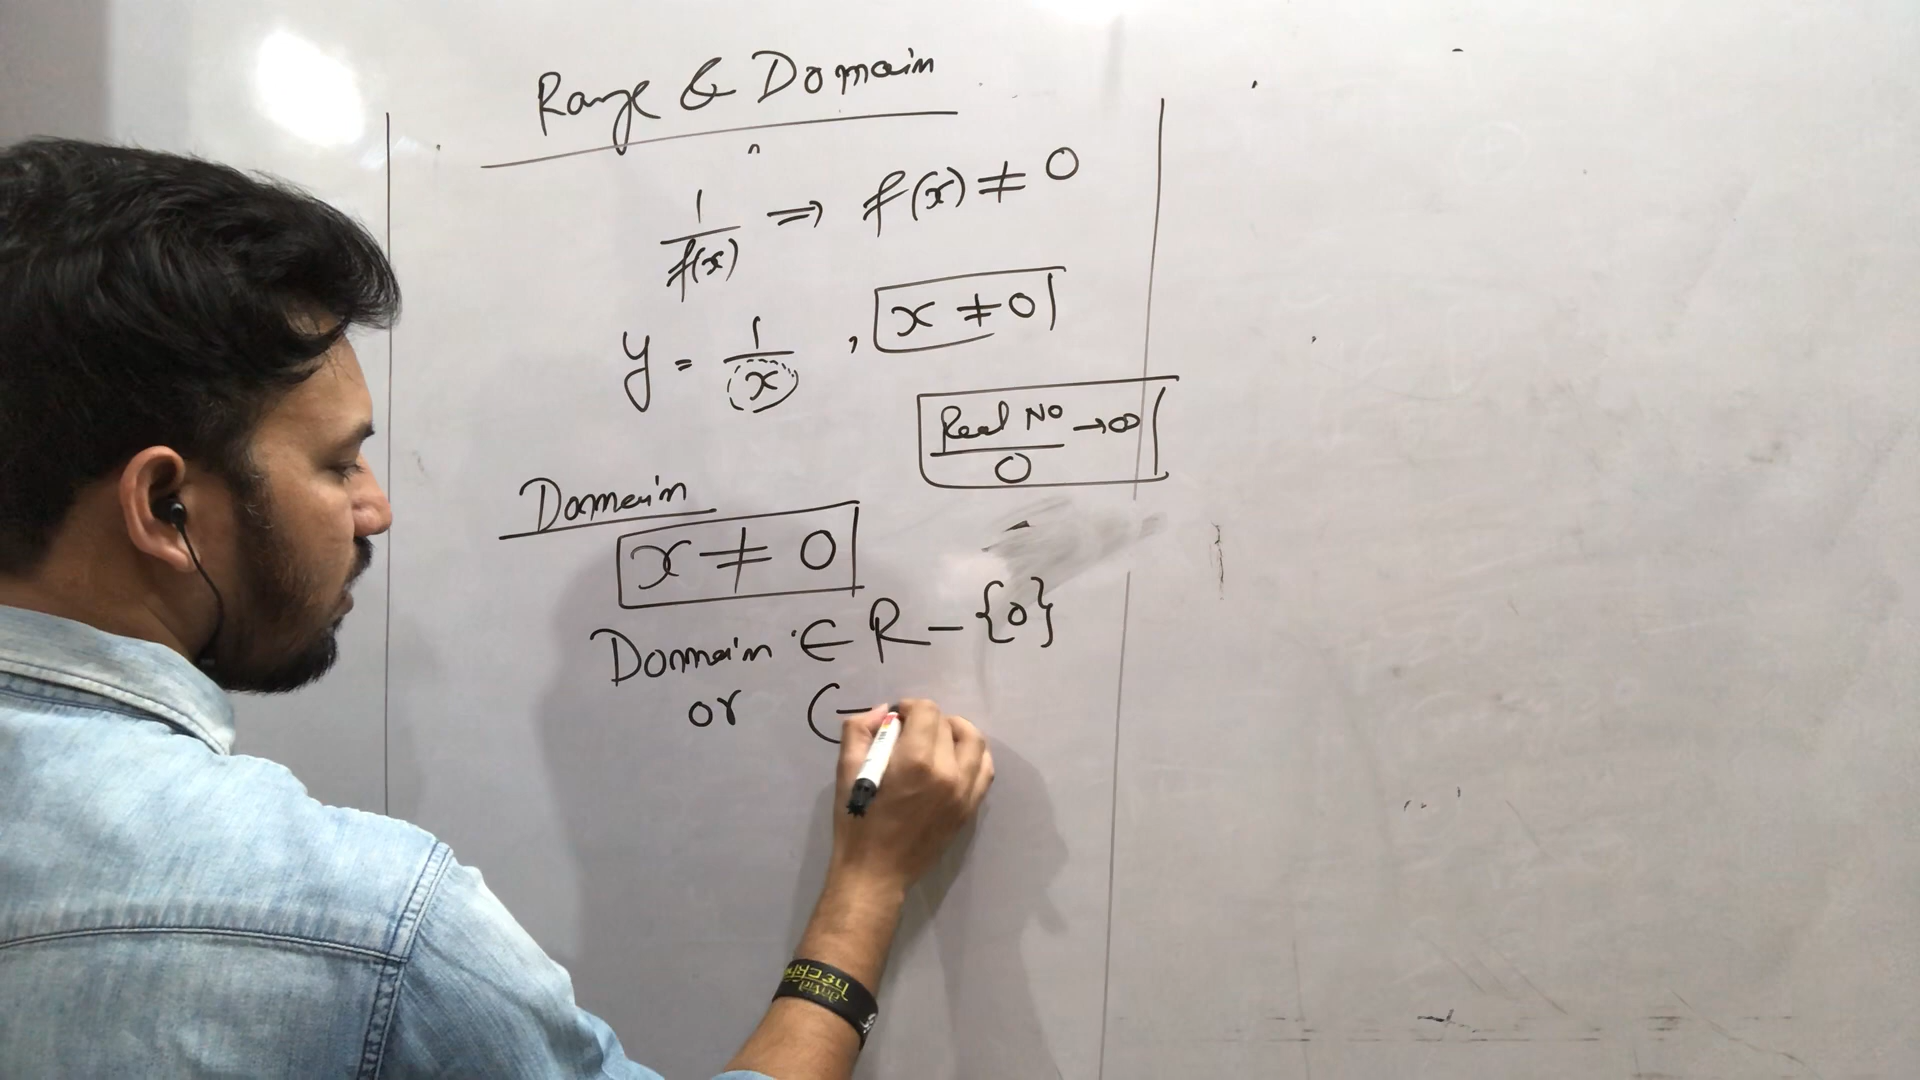 Range & Domain
1/f(x) ⇒ f(x) ≠ 0
y = 1/x , x ≠ 0
Real No/0 → ∞
Domain
x ≠ 0
Domain ∈ R - {0}
or (-